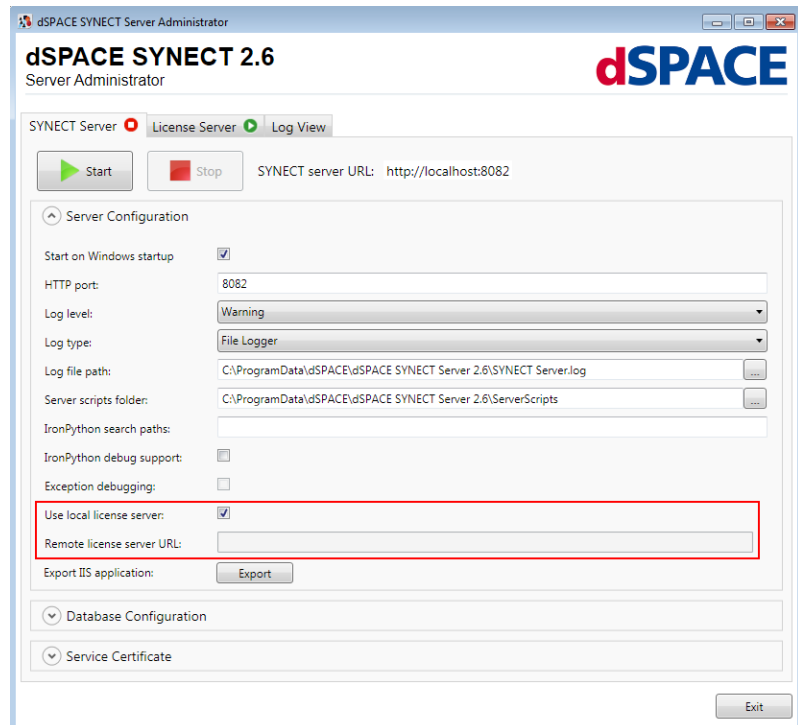 dSPACE SYNECT Server Administrator
dSPACE SYNECT 2.6
Server Administrator
dSPACE
SYNECT Server License Server Log View
Start Stop SYNECT server URL: http://localhost:8082
Server Configuration
Start on Windows startup
HTTP port: 8082
Log level: Warning
Log type: File Logger
Log file path: C:\ProgramData\dSPACE\dSPACE SYNECT Server 2.6\SYNECT Server.log ...
Server scripts folder: C:\ProgramData\dSPACE\dSPACE SYNECT Server 2.6\ServerScripts ...
IronPython search paths:
IronPython debug support:
Exception debugging:
Use local license server:
Remote license server URL:
Export IIS application: Export
Database Configuration
Service Certificate
Exit